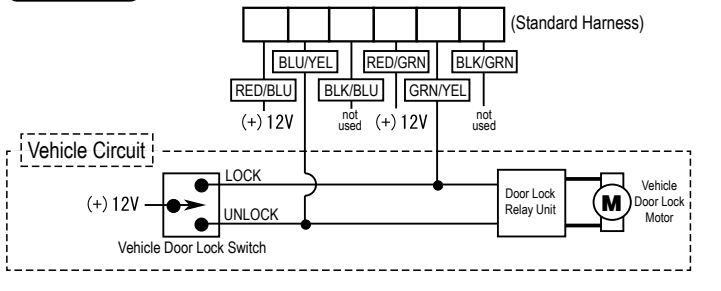 (Standard Harness)
BLU/YEL
RED/GRN
BLK/GRN
RED/BLU
BLK/BLU
GRN/YEL
(+) 12V
not
used
(+) 12V
not
used
Vehicle Circuit
LOCK
(+) 12V
UNLOCK
Vehicle Door Lock Switch
Door Lock
Relay Unit
M
Vehicle
Door Lock
Motor